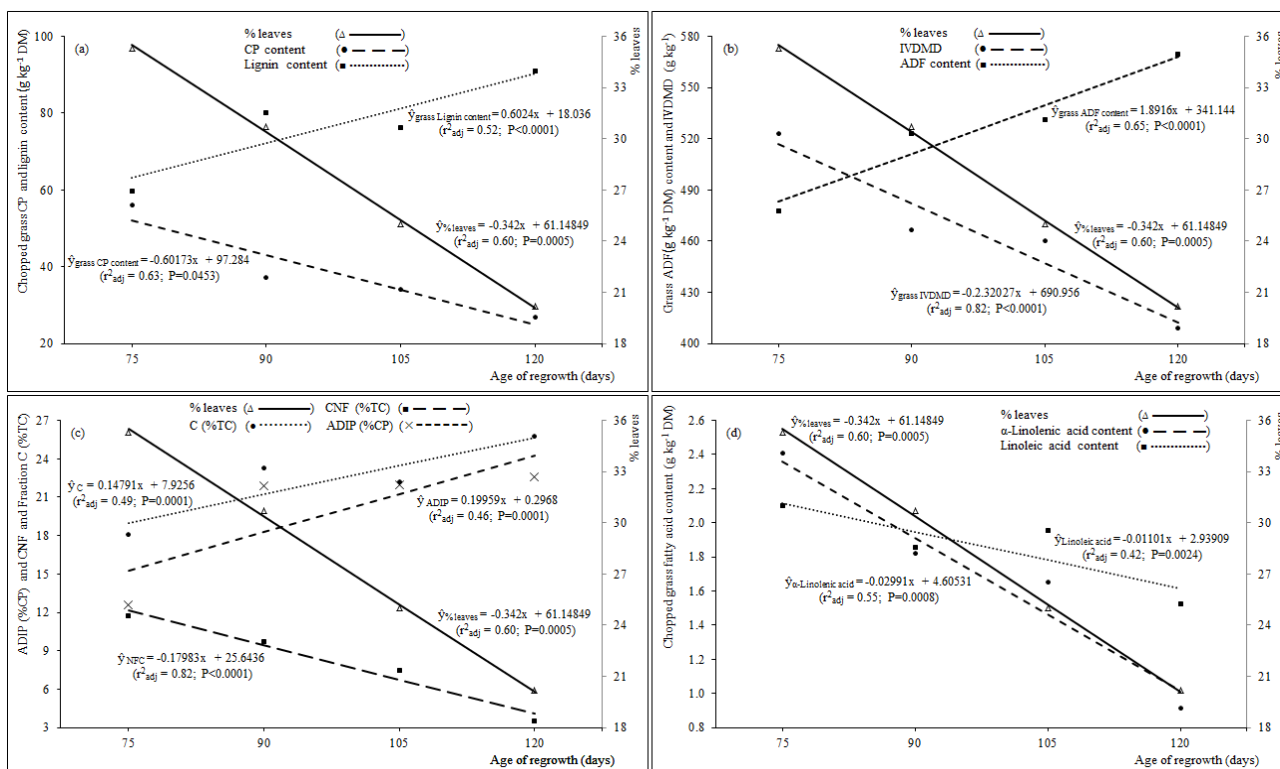 (a)
% leaves (△ ———)
CP content (● — — —)
Lignin content (■ ··········)
Chopped grass CP and lignin content (g kg⁻¹ DM)
100
80
60
40
20
36
33
30
27
24
21
18
% leaves
ŷgrass Lignin content = 0.6024x + 18.036
(r²adj = 0.52; P<0.0001)
ŷ%leaves = -0.342x + 61.14849
(r²adj = 0.60; P=0.0005)
ŷgrass CP content = -0.60173x + 97.284
(r²adj = 0.63; P=0.0453)
75 90 105 120
Age of regrowth (days)
(b)
% leaves (△ ———)
IVDMD (● — — —)
ADF content (■ ··········)
Grass ADF(g kg⁻¹ DM) content and IVDMD (g kg⁻¹)
580
550
520
490
460
430
400
36
33
30
27
24
21
18
% leaves
ŷgrass ADF content = 1.8916x + 341.144
(r²adj = 0.65; P<0.0001)
ŷ%leaves = -0.342x + 61.14849
(r²adj = 0.60; P=0.0005)
ŷgrass IVDMD = -0.2.32027x + 690.956
(r²adj = 0.82; P<0.0001)
75 90 105 120
Age of regrowth (days)
(c)
% leaves (△ ———) CNF (%TC) (■ — — —)
C (%TC) (● ··········) ADIP (%CP) (× - - - -)
ADIP (%CP) and CNF and Fraction C (%TC)
27
24
21
18
15
12
9
6
3
36
33
30
27
24
21
18
% leaves
ŷC = 0.14791x + 7.9256
(r²adj = 0.49; P=0.0001)
ŷADIP = 0.19959x + 0.2968
(r²adj = 0.46; P=0.0001)
ŷ%leaves = -0.342x + 61.14849
(r²adj = 0.60; P=0.0005)
ŷNFC = -0.17983x + 25.6436
(r²adj = 0.82; P<0.0001)
75 90 105 120
Age of regrowth (days)
(d)
% leaves (△ ———)
α-Linolenic acid content (● — — —)
Linoleic acid content (■ ··········)
Chopped grass fatty acid content (g kg⁻¹ DM)
2.6
2.4
2.2
2.0
1.8
1.6
1.4
1.2
1.0
0.8
36
33
30
27
24
21
18
% leaves
ŷ%leaves = -0.342x + 61.14849
(r²adj = 0.60; P=0.0005)
ŷLinoleic acid = -0.01101x + 2.93909
(r²adj = 0.42; P=0.0024)
ŷα-Linolenic acid = -0.02991x + 4.60531
(r²adj = 0.55; P=0.0008)
75 90 105 120
Age of regrowth (days)